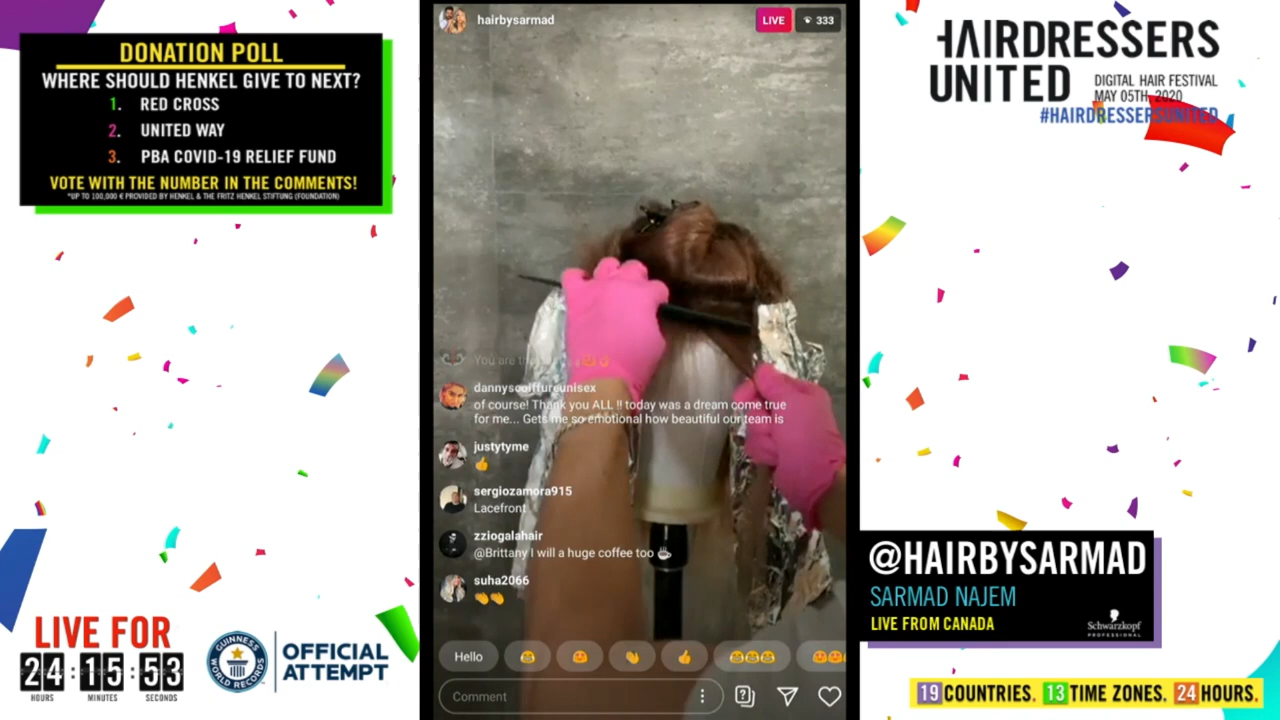 DONATION POLL
WHERE SHOULD HENKEL GIVE TO NEXT?
1. RED CROSS
2. UNITED WAY
3. PBA COVID-19 RELIEF FUND
VOTE WITH THE NUMBER IN THE COMMENTS!
*UP TO 100,000 € PROVIDED BY HENKEL & THE FRITZ HENKEL STIFTUNG (FOUNDATION)
hairbysarmad
LIVE
333
HAIRDRESSERS
UNITED
DIGITAL HAIR FESTIVAL
MAY 05TH, 2020
#HAIRDRESSERSUNITED
You are the
dannyscoiffureunisex
of course! Thank you ALL !! today was a dream come true
for me... Gets me so emotional how beautiful our team is
justytyme
👍
sergiozamora915
Lacefront
zziogalahair
@Brittany I will a huge coffee too ☕
suha2066
👏👏
Hello
Comment
LIVE FOR
24:15:53
HOURS MINUTES SECONDS
GUINNESS
WORLD RECORDS
OFFICIAL
ATTEMPT
@HAIRBYSARMAD
SARMAD NAJEM
LIVE FROM CANADA
Schwarzkopf
PROFESSIONAL
19 COUNTRIES. 13 TIME ZONES. 24 HOURS.